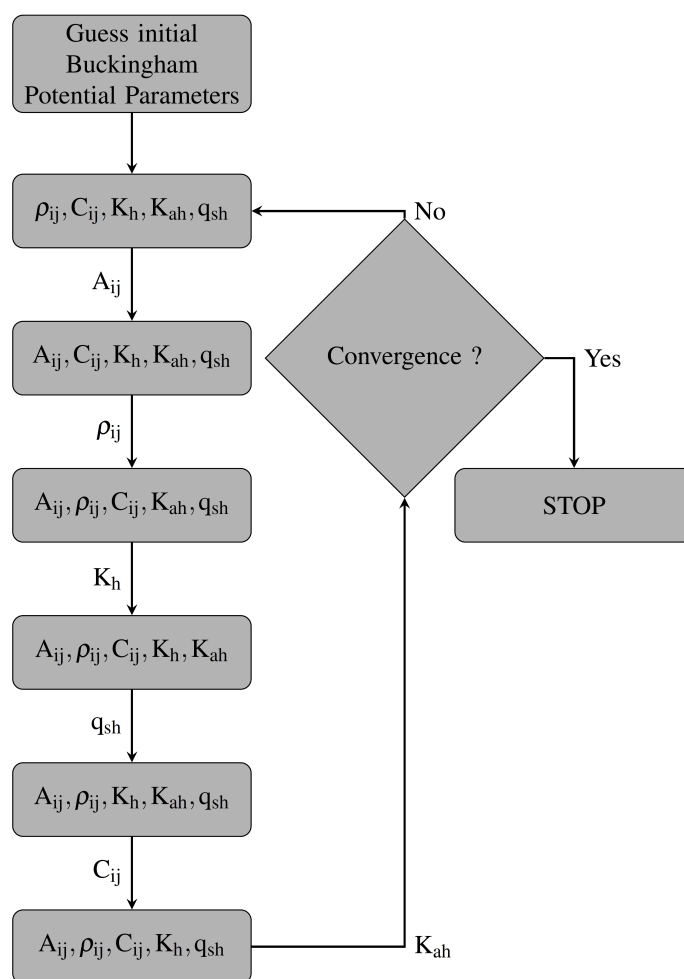 Guess initial
Buckingham
Potential Parameters
ρij, Cij, Kh, Kah, qsh
No
Aij
Aij, Cij, Kh, Kah, qsh
Convergence ?
Yes
ρij
Aij, ρij, Cij, Kah, qsh
STOP
Kh
Aij, ρij, Cij, Kh, Kah
qsh
Aij, ρij, Kh, Kah, qsh
Cij
Aij, ρij, Cij, Kh, qsh
Kah